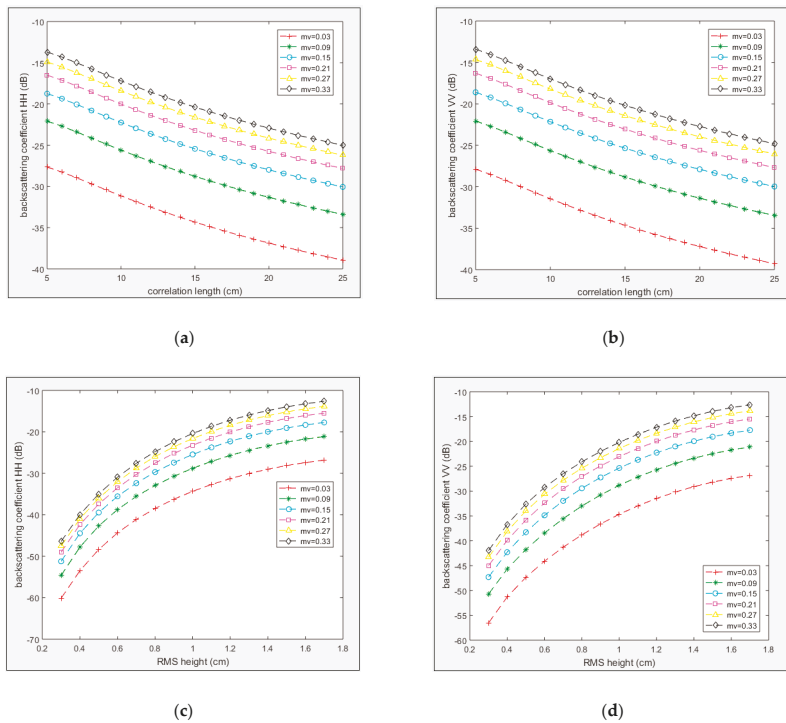 backscattering coefficient HH (dB)
-10
-15
-20
-25
-30
-35
-40
5
10
15
20
25
correlation length (cm)
mv=0.03
mv=0.09
mv=0.15
mv=0.21
mv=0.27
mv=0.33
(a)
backscattering coefficient VV (dB)
-10
-15
-20
-25
-30
-35
-40
5
10
15
20
25
correlation length (cm)
mv=0.03
mv=0.09
mv=0.15
mv=0.21
mv=0.27
mv=0.33
(b)
backscattering coefficient HH (dB)
-10
-20
-30
-40
-50
-60
-70
0.2
0.4
0.6
0.8
1
1.2
1.4
1.6
1.8
RMS height (cm)
mv=0.03
mv=0.09
mv=0.15
mv=0.21
mv=0.27
mv=0.33
(c)
backscattering coefficient VV (dB)
-10
-15
-20
-25
-30
-35
-40
-45
-50
-55
-60
0.2
0.4
0.6
0.8
1
1.2
1.4
1.6
1.8
RMS height (cm)
mv=0.03
mv=0.09
mv=0.15
mv=0.21
mv=0.27
mv=0.33
(d)